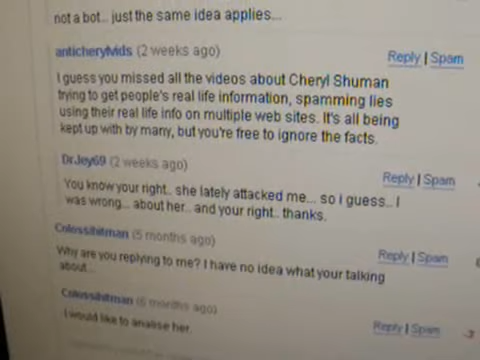 not a bot.. just the same idea applies...
anticherylvids (2 weeks ago) Reply | Spam
I guess you missed all the videos about Cheryl Shuman
trying to get people's real life information, spamming lies
using their real life info on multiple web sites. It's all being
kept up with by many, but you're free to ignore the facts.
DrJey69 (2 weeks ago) Reply | Spam
You know your right.. she lately attacked me... so i guess.. I
was wrong... about her.. and your right.. thanks.
Colossihitman (5 months ago) Reply | Spam
Why are you replying to me? I have no idea what your talking
about...
Colossihitman (6 months ago) Reply | Spam -3
I would like to analise her.